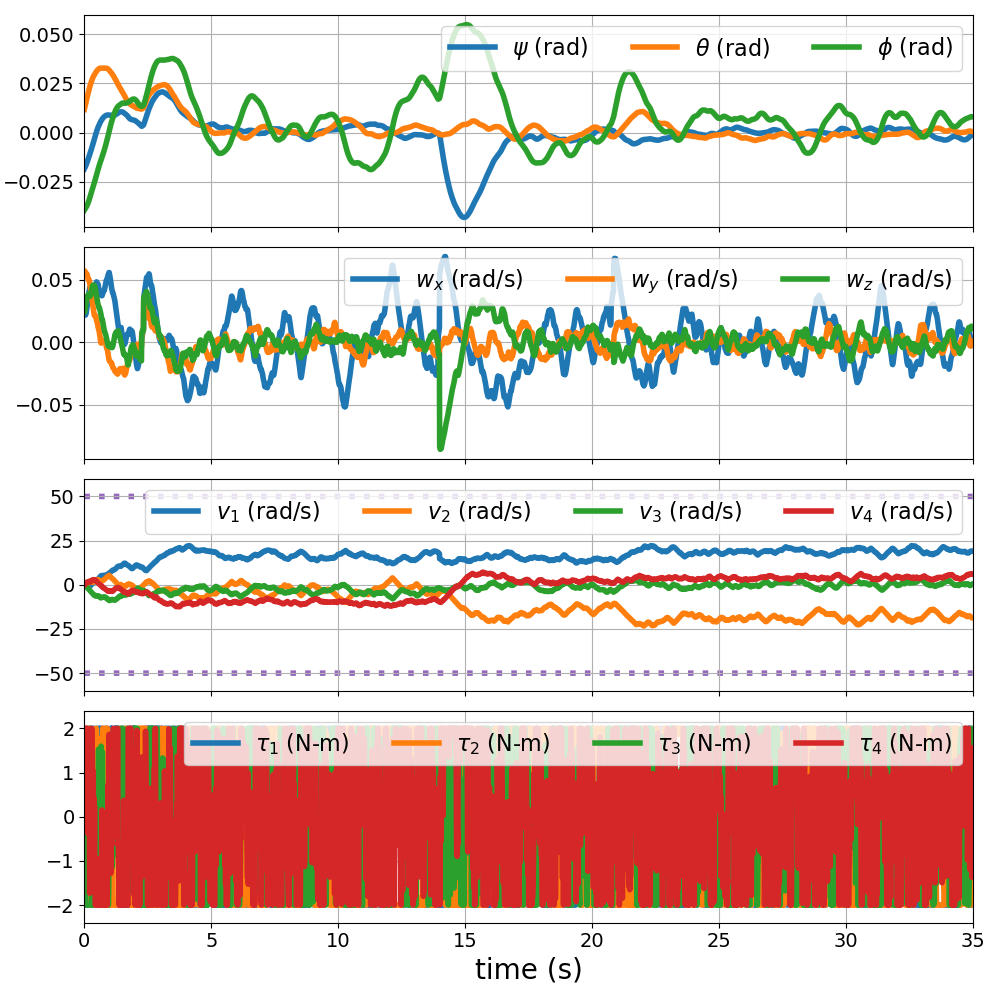 0.050
0.025
0.000
−0.025
ψ (rad) θ (rad) ϕ (rad)
0.05
0.00
−0.05
w_x (rad/s) w_y (rad/s) w_z (rad/s)
50
25
0
−25
−50
v_1 (rad/s) v_2 (rad/s) v_3 (rad/s) v_4 (rad/s)
2
1
0
−1
−2
τ_1 (N-m) τ_2 (N-m) τ_3 (N-m) τ_4 (N-m)
0 5 10 15 20 25 30 35
time (s)